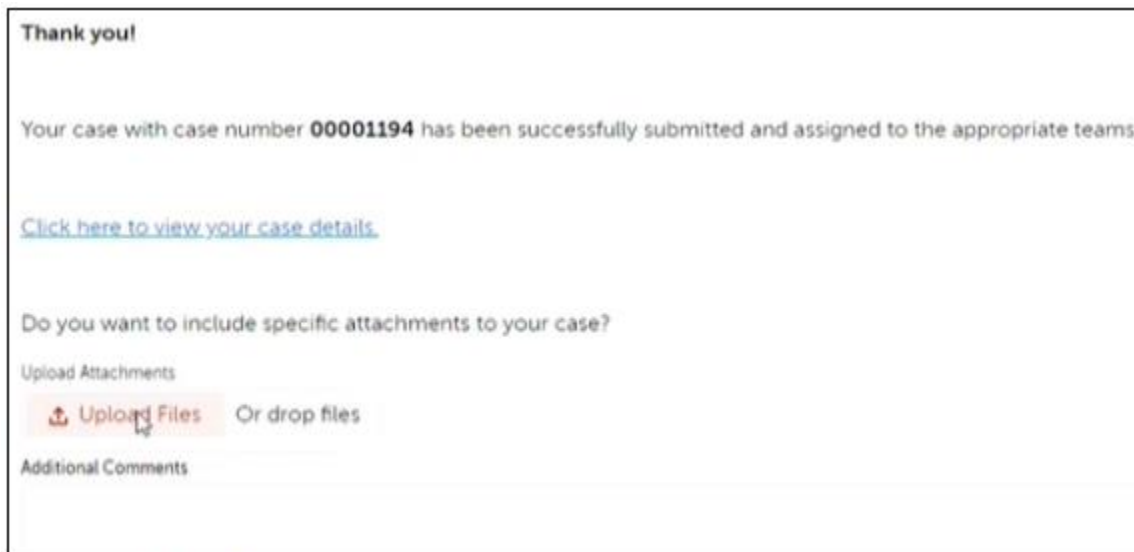 Thank you!
Your case with case number 00001194 has been successfully submitted and assigned to the appropriate teams
Click here to view your case details.
Do you want to include specific attachments to your case?
Upload Attachments
Upload Files Or drop files
Additional Comments